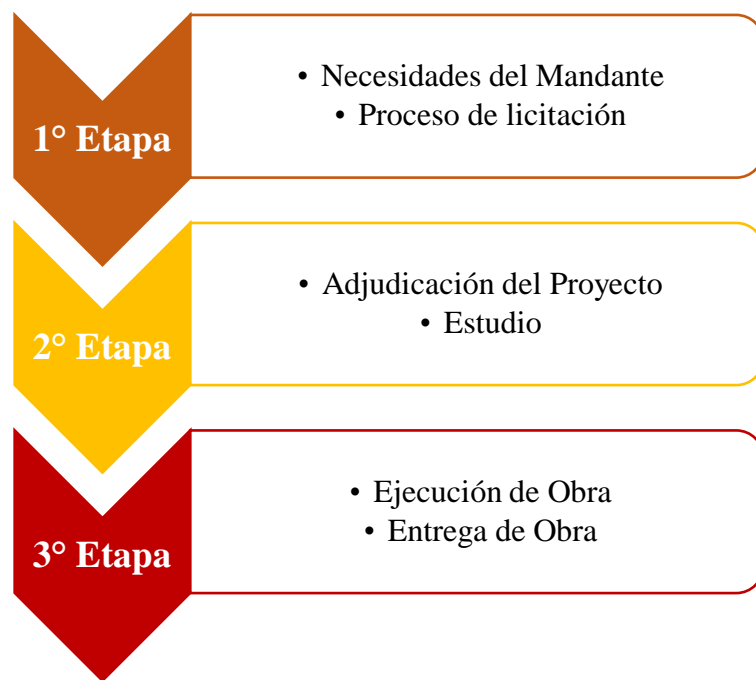 1° Etapa
• Necesidades del Mandante
• Proceso de licitación
2° Etapa
• Adjudicación del Proyecto
• Estudio
3° Etapa
• Ejecución de Obra
• Entrega de Obra